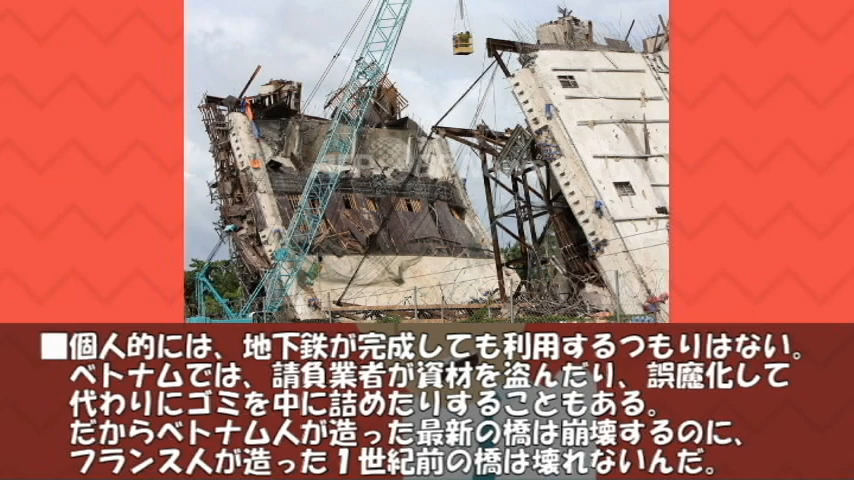 ■個人的には、地下鉄が完成しても利用するつもりはない。
ベトナムでは、請負業者が資材を盗んだり、誤魔化して
代わりにゴミを中に詰めたりすることもある。
だからベトナム人が造った最新の橋は崩壊するのに、
フランス人が造った１世紀前の橋は壊れないんだ。